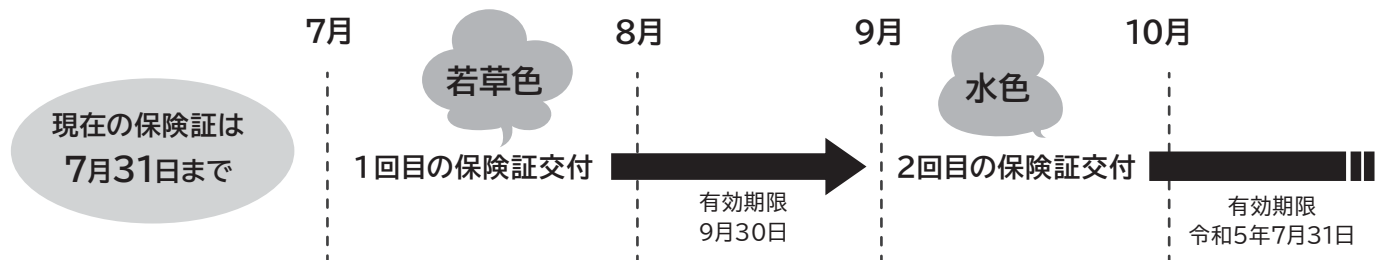 7月
8月
9月
10月
若草色
水色
現在の保険証は
7月31日まで
1回目の保険証交付
2回目の保険証交付
有効期限
9月30日
有効期限
令和5年7月31日